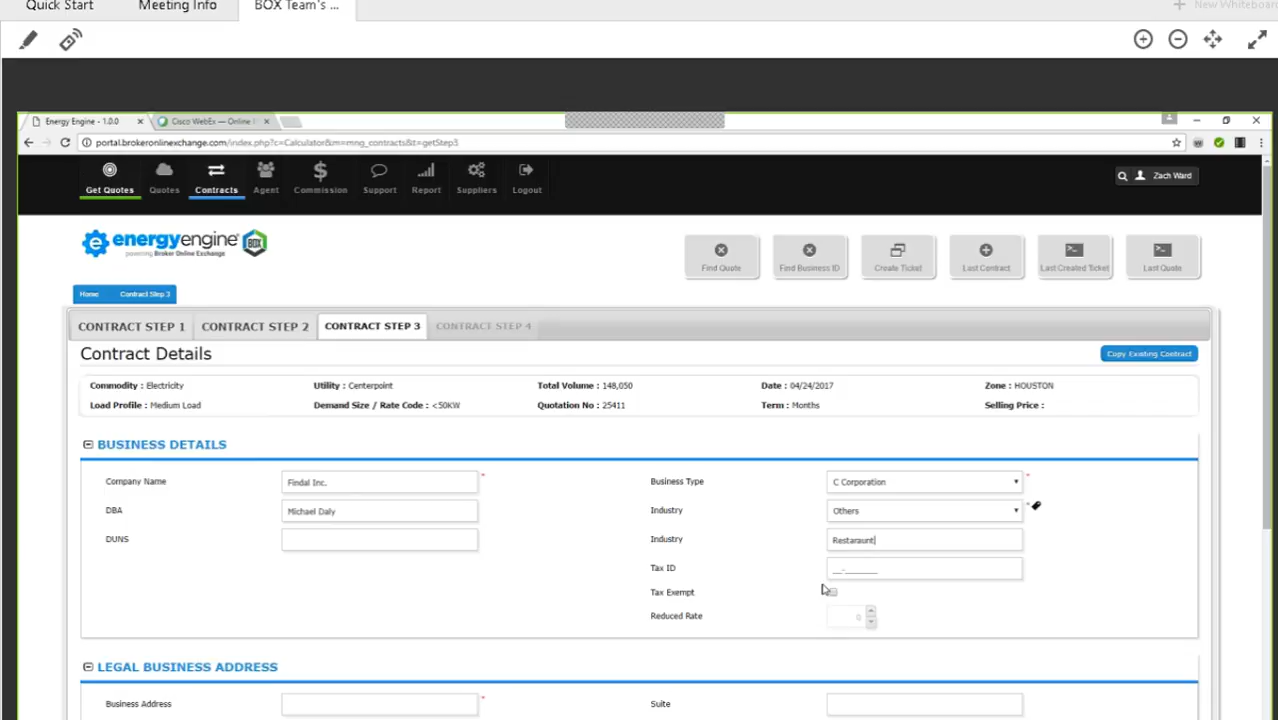 Quick Start Meeting Info BOX Team's ... New Whiteboard
Energy Engine - 1.0.0 Cisco WebEx — Online
portal.brokeronlinexchange.com/index.php?c=Calculator&m=mng_contracts&t=getStep3
Get Quotes Quotes Contracts Agent Commission Support Report Suppliers Logout Zach Ward
energyengine BOX
powering Broker Online Exchange
Find Quote Find Business ID Create Ticket Last Contract Last Created Ticket Last Quote
Home Contract Step 3
CONTRACT STEP 1 CONTRACT STEP 2 CONTRACT STEP 3 CONTRACT STEP 4
Contract Details Copy Existing Contract
Commodity : Electricity Utility : Centerpoint Total Volume : 148,050 Date : 04/24/2017 Zone : HOUSTON
Load Profile : Medium Load Demand Size / Rate Code : <50KW Quotation No : 25411 Term : Months Selling Price :
BUSINESS DETAILS
Company Name Findal Inc. * Business Type C Corporation *
DBA Michael Daly Industry Others *
DUNS Industry Restaraunt
Tax ID __-_______
Tax Exempt
Reduced Rate 0
LEGAL BUSINESS ADDRESS
Business Address * Suite